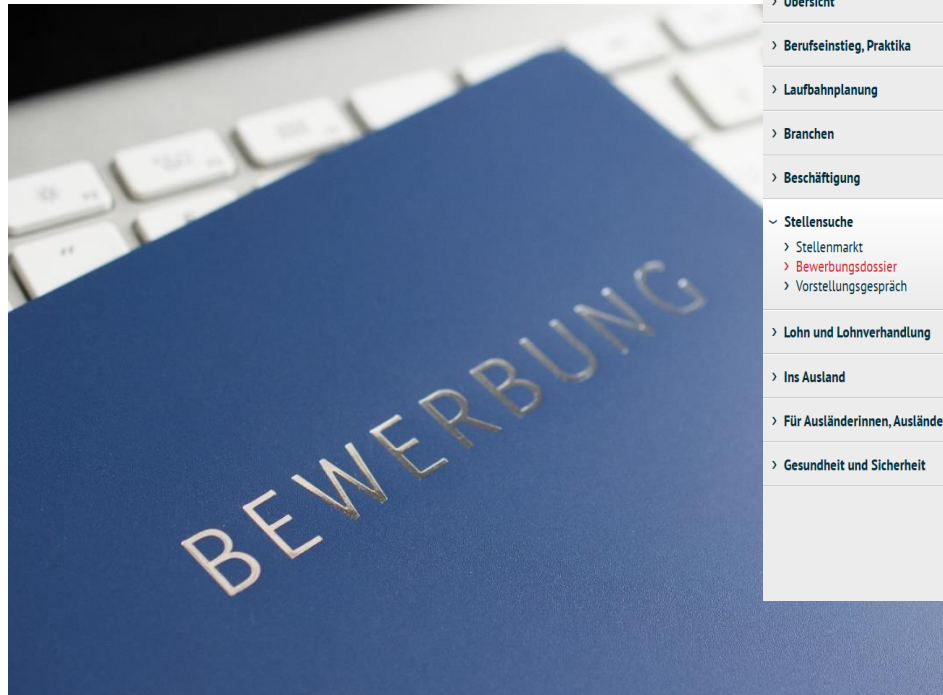 Übersicht
Berufseinstieg, Praktika
Laufbahnplanung
Branchen
Beschäftigung
Stellensuche
Stellenmarkt
Bewerbungsdossier
Vorstellungsgespräch
Lohn und Lohnverhandlung
Ins Ausland
Für Ausländerinnen, Auslände
Gesundheit und Sicherheit
BEWERBUNG